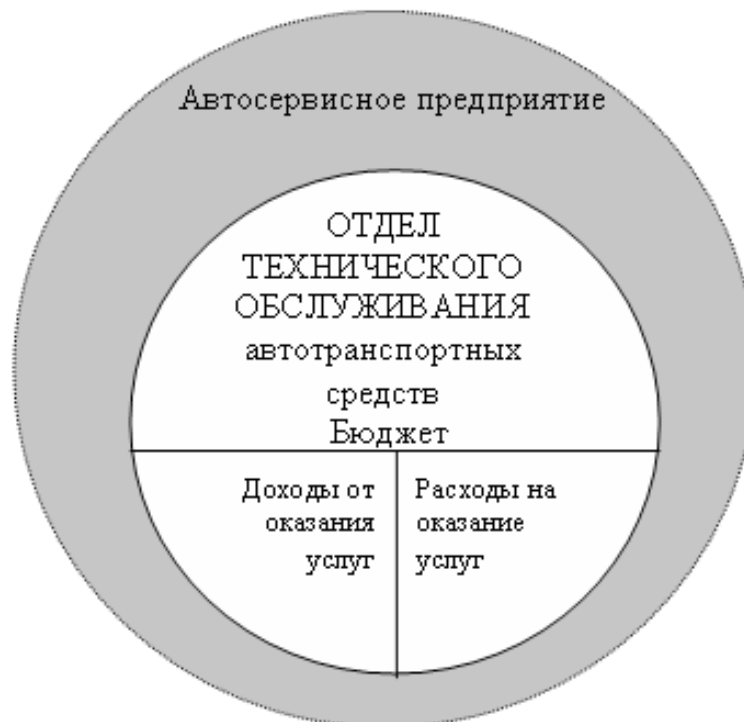 Автосервисное предприятие
ОТДЕЛ
ТЕХНИЧЕСКОГО
ОБСЛУЖИВАНИЯ
автотранспортных
средств
Бюджет
Доходы от
оказания
услуг
Расходы на
оказание
услуг